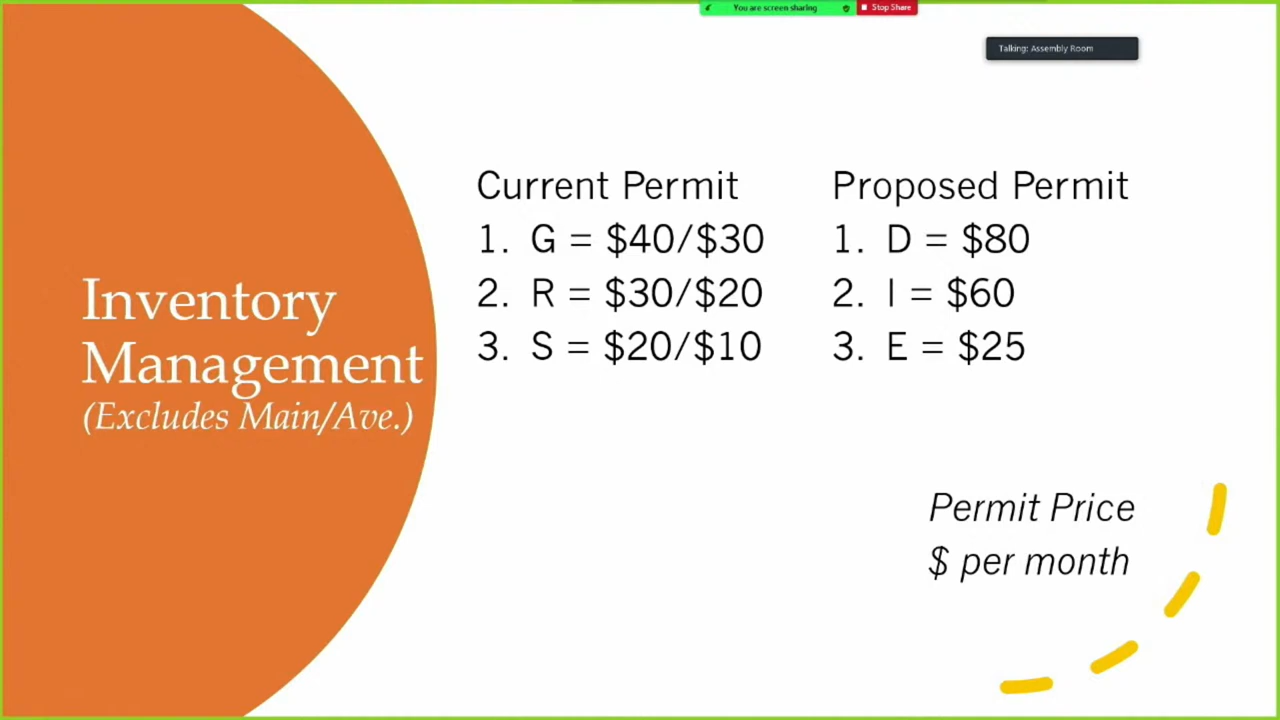 You are screen sharing
Stop Share
Talking: Assembly Room
Inventory
Management
(Excludes Main/Ave.)
Current Permit
1. G = $40/$30
2. R = $30/$20
3. S = $20/$10
Proposed Permit
1. D = $80
2. I = $60
3. E = $25
Permit Price
$ per month